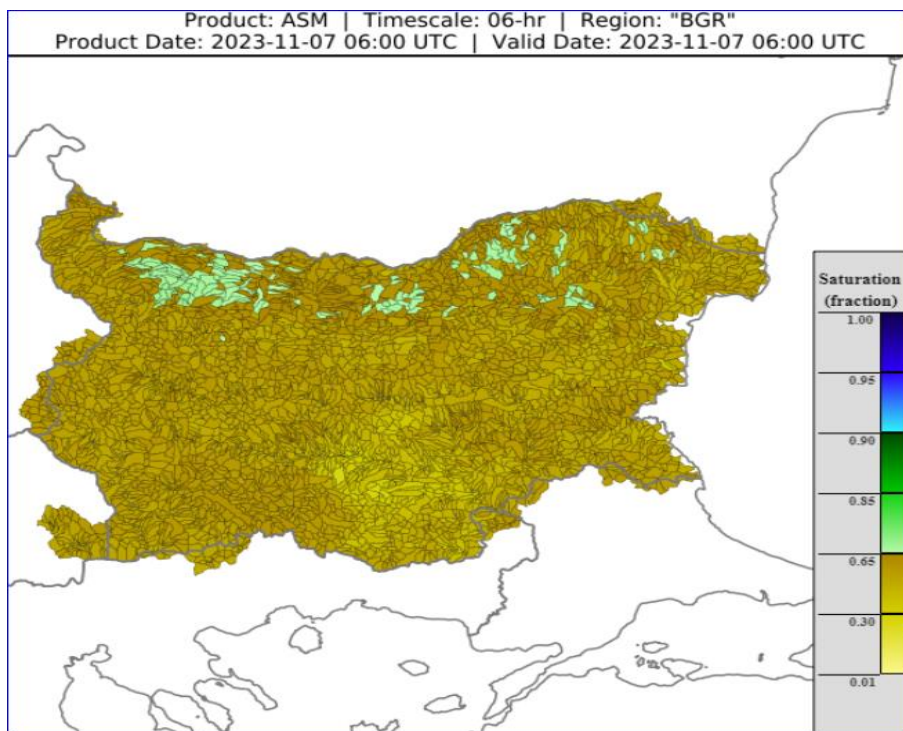 Product: ASM | Timescale: 06-hr | Region: "BGR"
Product Date: 2023-11-07 06:00 UTC | Valid Date: 2023-11-07 06:00 UTC
Saturation
(fraction)
1.00
0.95
0.90
0.85
0.65
0.30
0.01